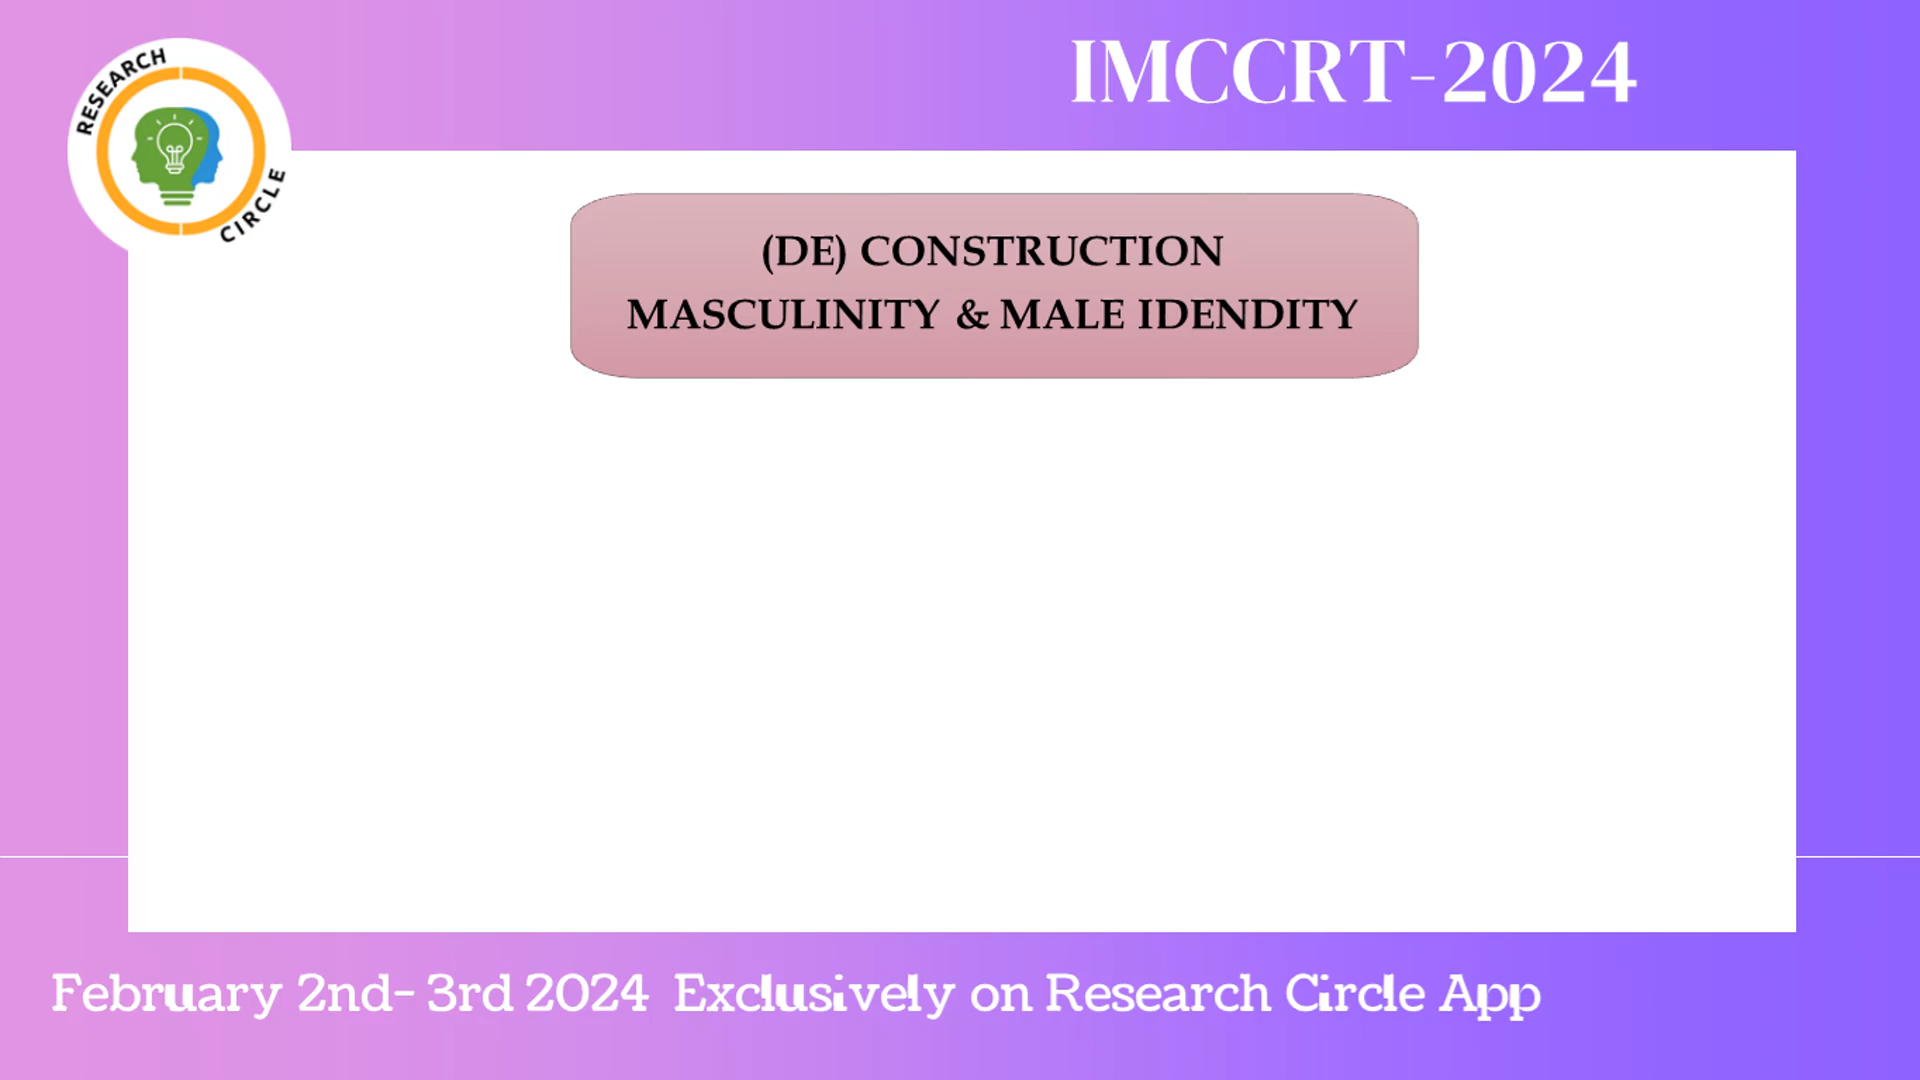 RESEARCH
CIRCLE
IMCCRT-2024
(DE) CONSTRUCTION
MASCULINITY & MALE IDENDITY
February 2nd- 3rd 2024 Exclusively on Research Circle App